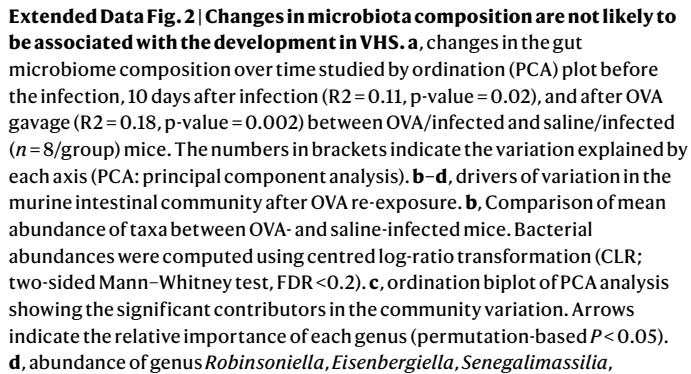 Extended Data Fig. 2 | Changes in microbiota composition are not likely to
be associated with the development in VHS. a, changes in the gut
microbiome composition over time studied by ordination (PCA) plot before
the infection, 10 days after infection (R2 = 0.11, p-value = 0.02), and after OVA
gavage (R2 = 0.18, p-value = 0.002) between OVA/infected and saline/infected
(n = 8/group) mice. The numbers in brackets indicate the variation explained by
each axis (PCA: principal component analysis). b–d, drivers of variation in the
murine intestinal community after OVA re-exposure. b, Comparison of mean
abundance of taxa between OVA- and saline-infected mice. Bacterial
abundances were computed using centred log-ratio transformation (CLR;
two-sided Mann–Whitney test, FDR <0.2). c, ordination biplot of PCA analysis
showing the significant contributors in the community variation. Arrows
indicate the relative importance of each genus (permutation-based P < 0.05).
d, abundance of genus Robinsoniella, Eisenbergiella, Senegalimassilia,